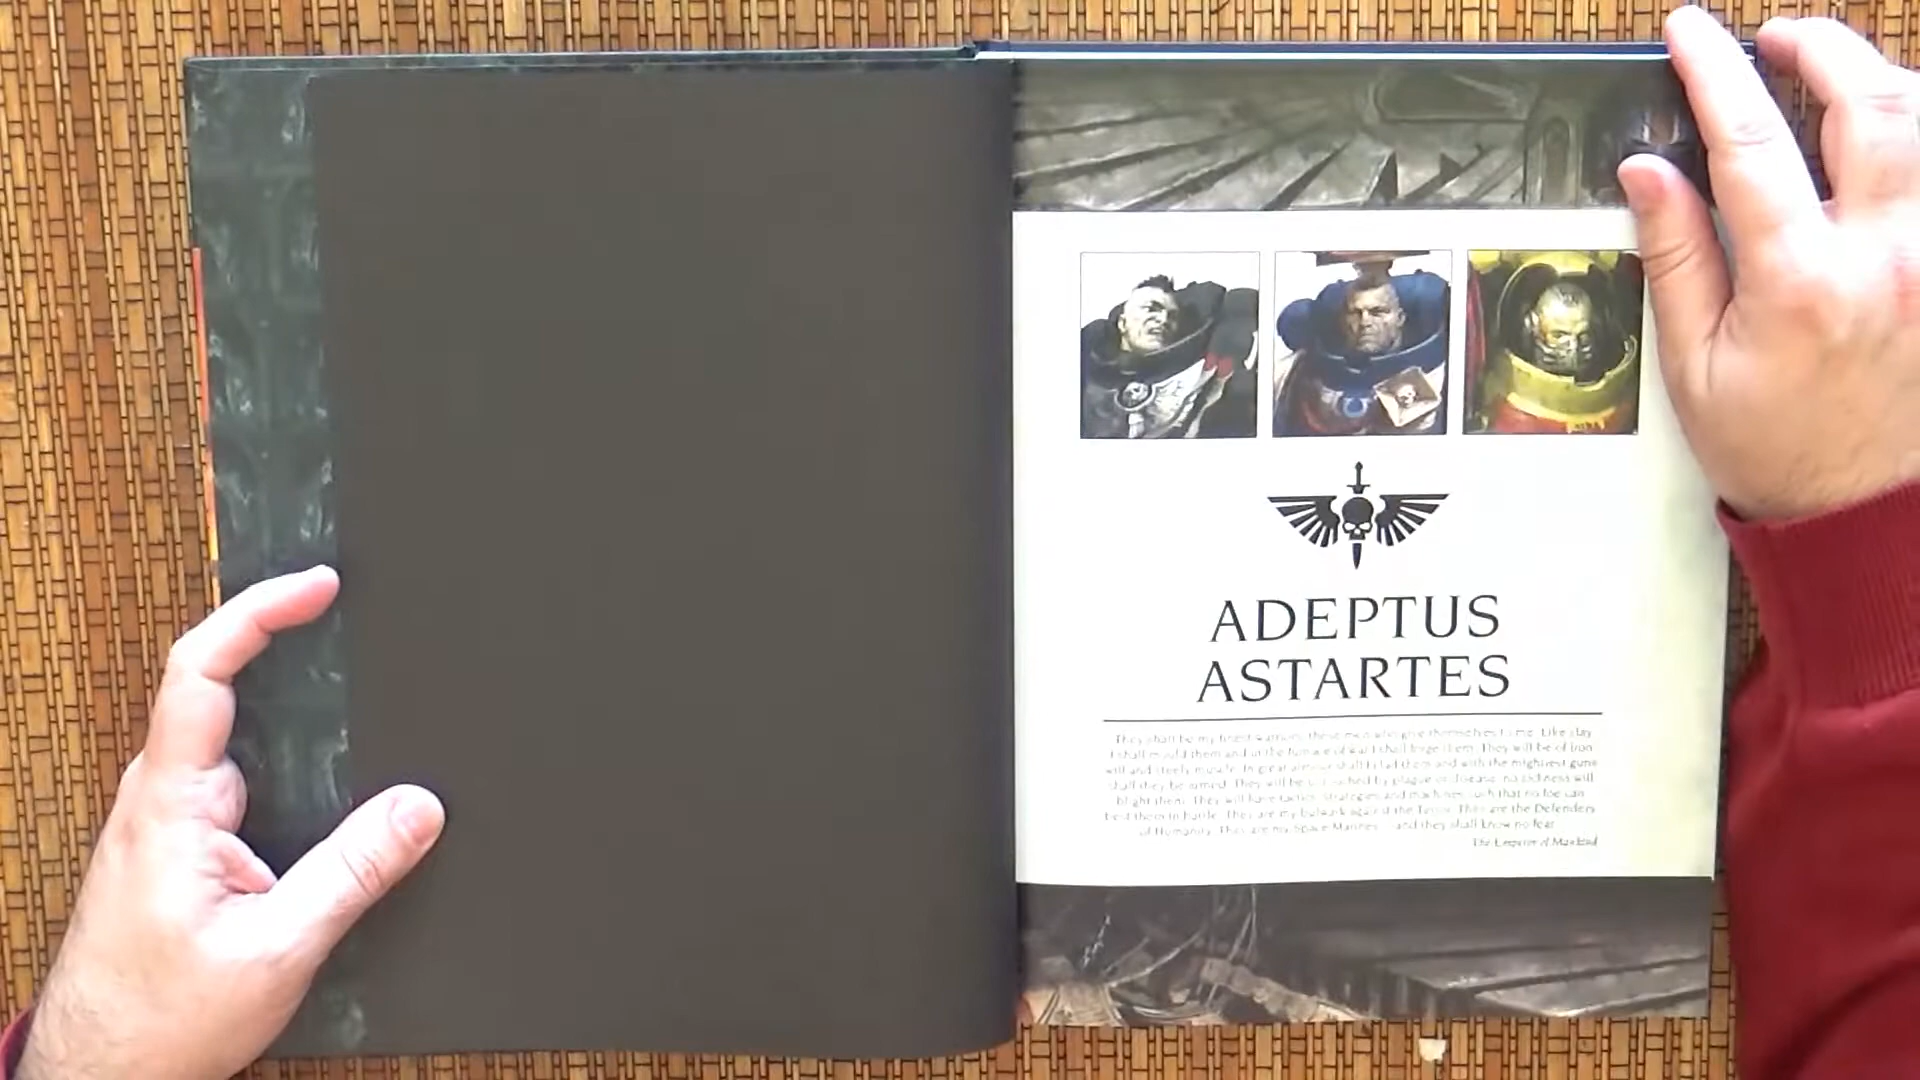 ADEPTUS
ASTARTES
They shall be my finest warriors, these men who give themselves to me. Like clay
I shall mould them and in the furnace of war I shall forge them. They will be of iron
will and steely muscle. In great armour shall I clad them and with the mightiest guns
shall they be armed. They will be untouched by plague or disease, no sickness will
blight them. They will have tactics, strategies and machines such that no foe can
best them in battle. They are my bulwark against the Terror. They are the Defenders
of Humanity. They are my Space Marines and they shall know no fear.
The Emperor of Mankind